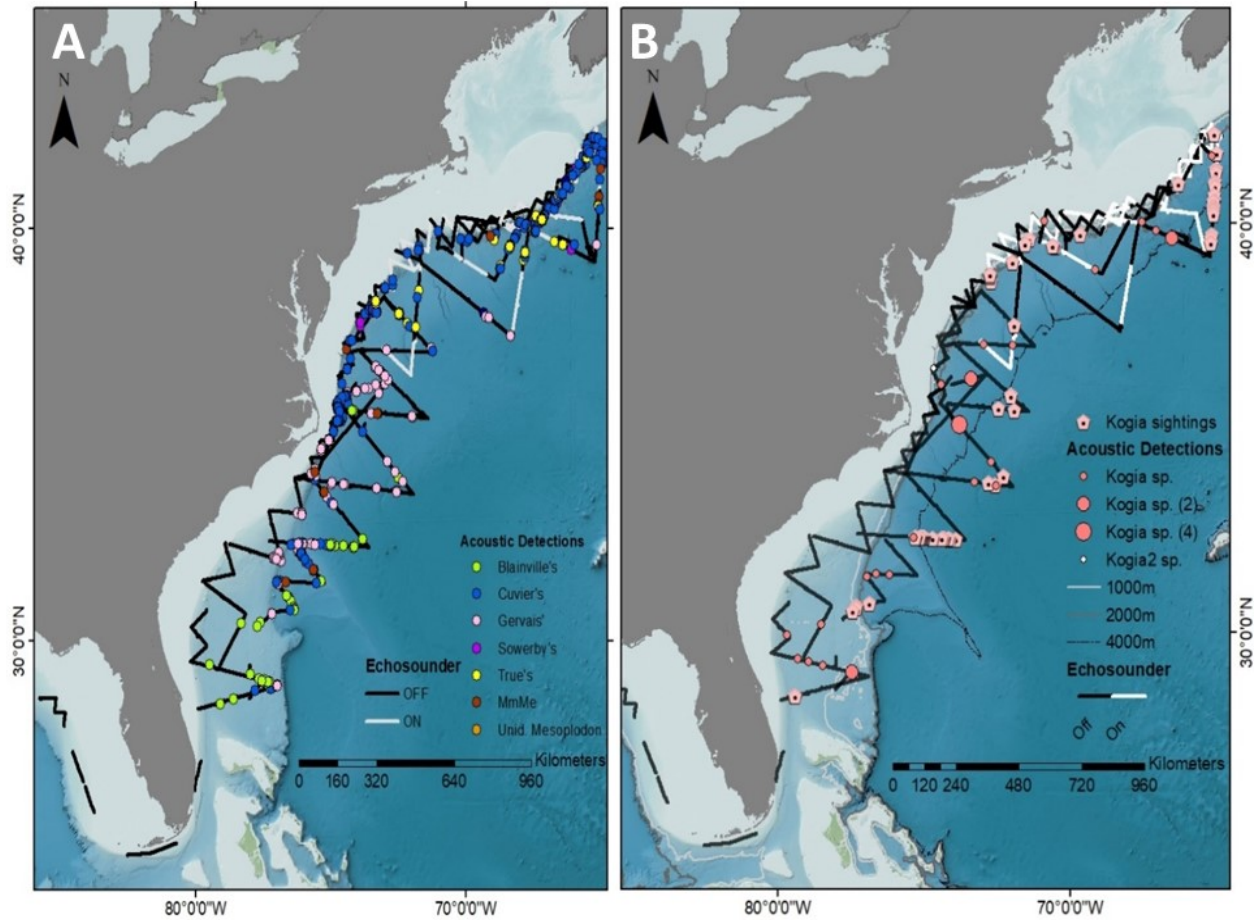 A
N
40°0'0"N
30°0'0"N
Acoustic Detections
Blainville's
Cuvier's
Gervais'
Sowerby's
True's
MmMe
Unid. Mesoplodon
Echosounder
OFF
ON
Kilometers
0 160 320 640 960
80°0'0"W 70°0'0"W
B
N
40°0'0"N
30°0'0"N
Kogia sightings
Acoustic Detections
Kogia sp.
Kogia sp. (2)
Kogia sp. (4)
Kogia2 sp.
1000m
2000m
4000m
Echosounder
Off On
Kilometers
0 120 240 480 720 960
80°0'0"W 70°0'0"W